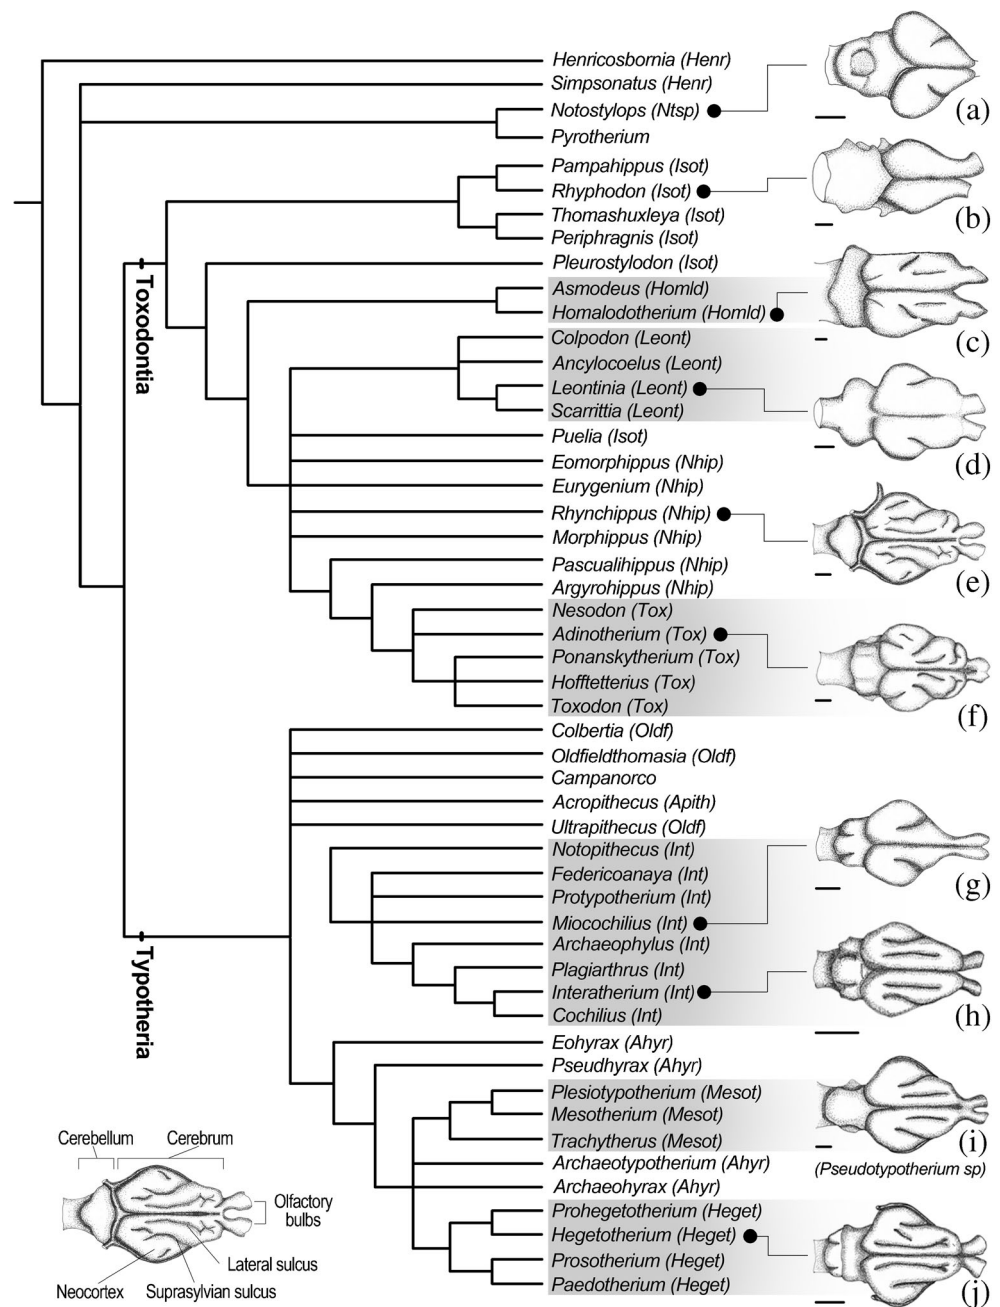 Henricosbornia (Henr)
Simpsonatus (Henr)
Notostylops (Ntsp)
(a)
Pyrotherium
Pampahippus (Isot)
Rhyphodon (Isot)
(b)
Thomashuxleya (Isot)
Periphragnis (Isot)
Pleurostylodon (Isot)
Asmodeus (Homld)
Homalodotherium (Homld)
(c)
Toxodontia
Colpodon (Leont)
Ancylocoelus (Leont)
Leontinia (Leont)
Scarrittia (Leont)
(d)
Puelia (Isot)
Eomorphippus (Nhip)
Eurygenium (Nhip)
Rhynchippus (Nhip)
Morphippus (Nhip)
(e)
Pascualihippus (Nhip)
Argyrohippus (Nhip)
Nesodon (Tox)
Adinotherium (Tox)
Ponanskytherium (Tox)
Hofftetterius (Tox)
Toxodon (Tox)
(f)
Colbertia (Oldf)
Oldfieldthomasia (Oldf)
Campanorco
Acropithecus (Apith)
Ultrapithecus (Oldf)
Notopithecus (Int)
Federicoanaya (Int)
(g)
Protypotherium (Int)
Miocochilius (Int)
Archaeophylus (Int)
Plagiarthrus (Int)
Interatherium (Int)
Cochilius (Int)
(h)
Typotheria
Eohyrax (Ahyr)
Pseudhyrax (Ahyr)
Plesiotypotherium (Mesot)
Mesotherium (Mesot)
Trachytherus (Mesot)
(i)
Archaeotypotherium (Ahyr)
(Pseudotypotherium sp)
Archaeohyrax (Ahyr)
Prohegetotherium (Heget)
Hegetotherium (Heget)
Prosotherium (Heget)
Paedotherium (Heget)
(j)
Cerebellum
Cerebrum
Olfactory
bulbs
Lateral sulcus
Neocortex
Suprasylvian sulcus